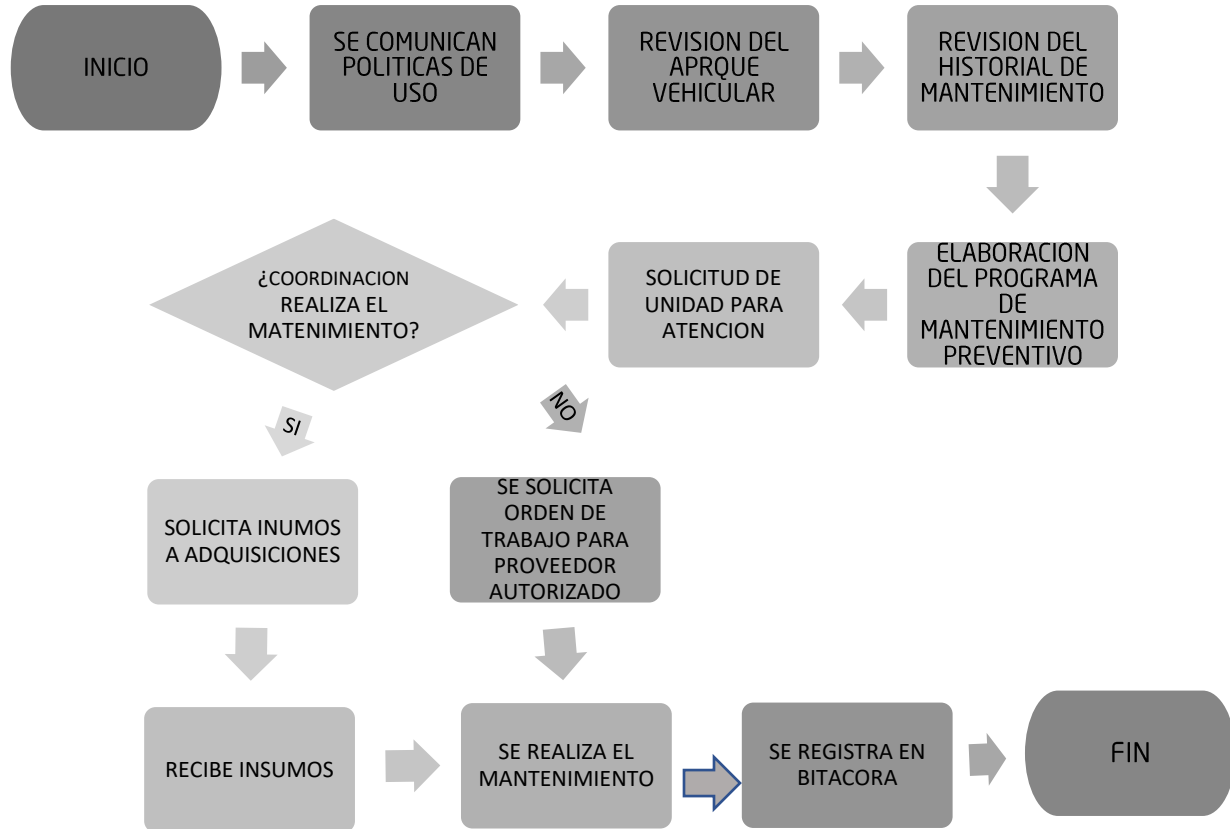 INICIO
SE COMUNICAN
POLITICAS DE
USO
REVISION DEL
APRQUE
VEHICULAR
REVISION DEL
HISTORIAL DE
MANTENIMIENTO
ELABORACION
DEL PROGRAMA
DE
MANTENIMIENTO
PREVENTIVO
SOLICITUD DE
UNIDAD PARA
ATENCION
¿COORDINACION
REALIZA EL
MATENIMIENTO?
SI
NO
SOLICITA INUMOS
A ADQUISICIONES
SE SOLICITA
ORDEN DE
TRABAJO PARA
PROVEEDOR
AUTORIZADO
RECIBE INSUMOS
SE REALIZA EL
MANTENIMIENTO
SE REGISTRA EN
BITACORA
FIN